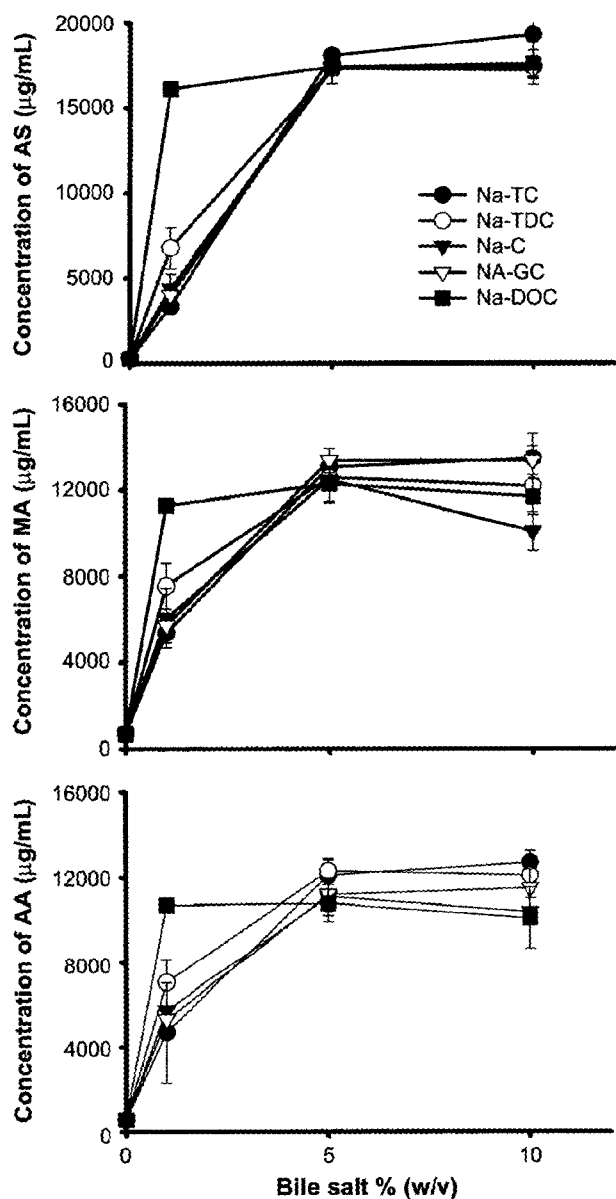 Concentration of AS (μg/mL)
20000
15000
10000
5000
0
Na-TC
Na-TDC
Na-C
NA-GC
Na-DOC
Concentration of MA (μg/mL)
16000
12000
8000
4000
0
Concentration of AA (μg/mL)
16000
12000
8000
4000
0
0
5
10
Bile salt % (w/v)